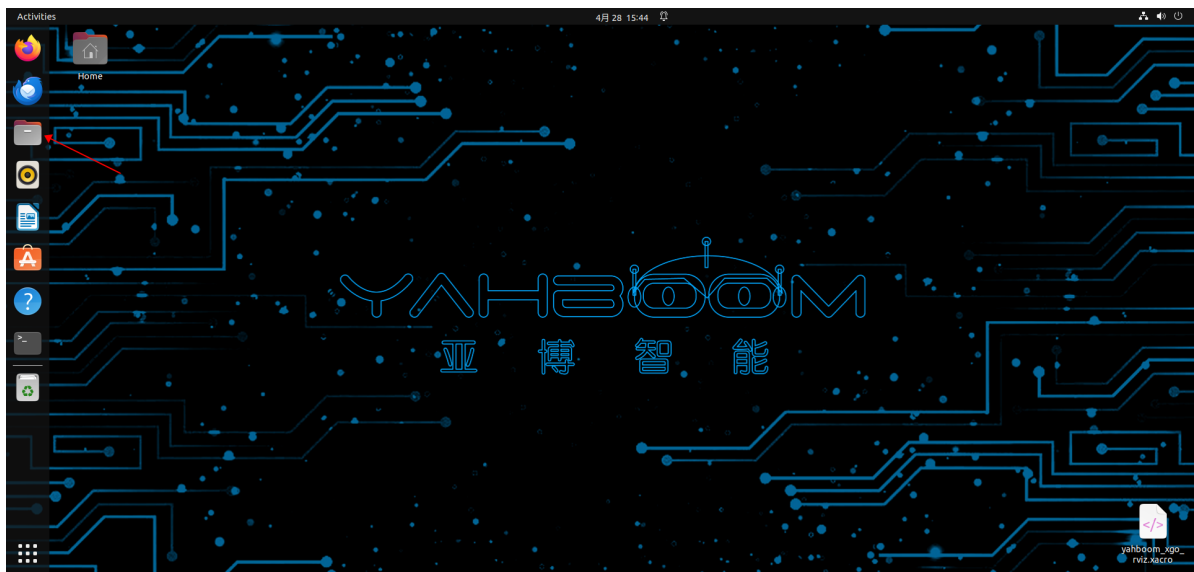 Activities
4月 28 15:44
Home
YAHBOOM
亚博智能
yahboom_xgo_
rviz.xacro